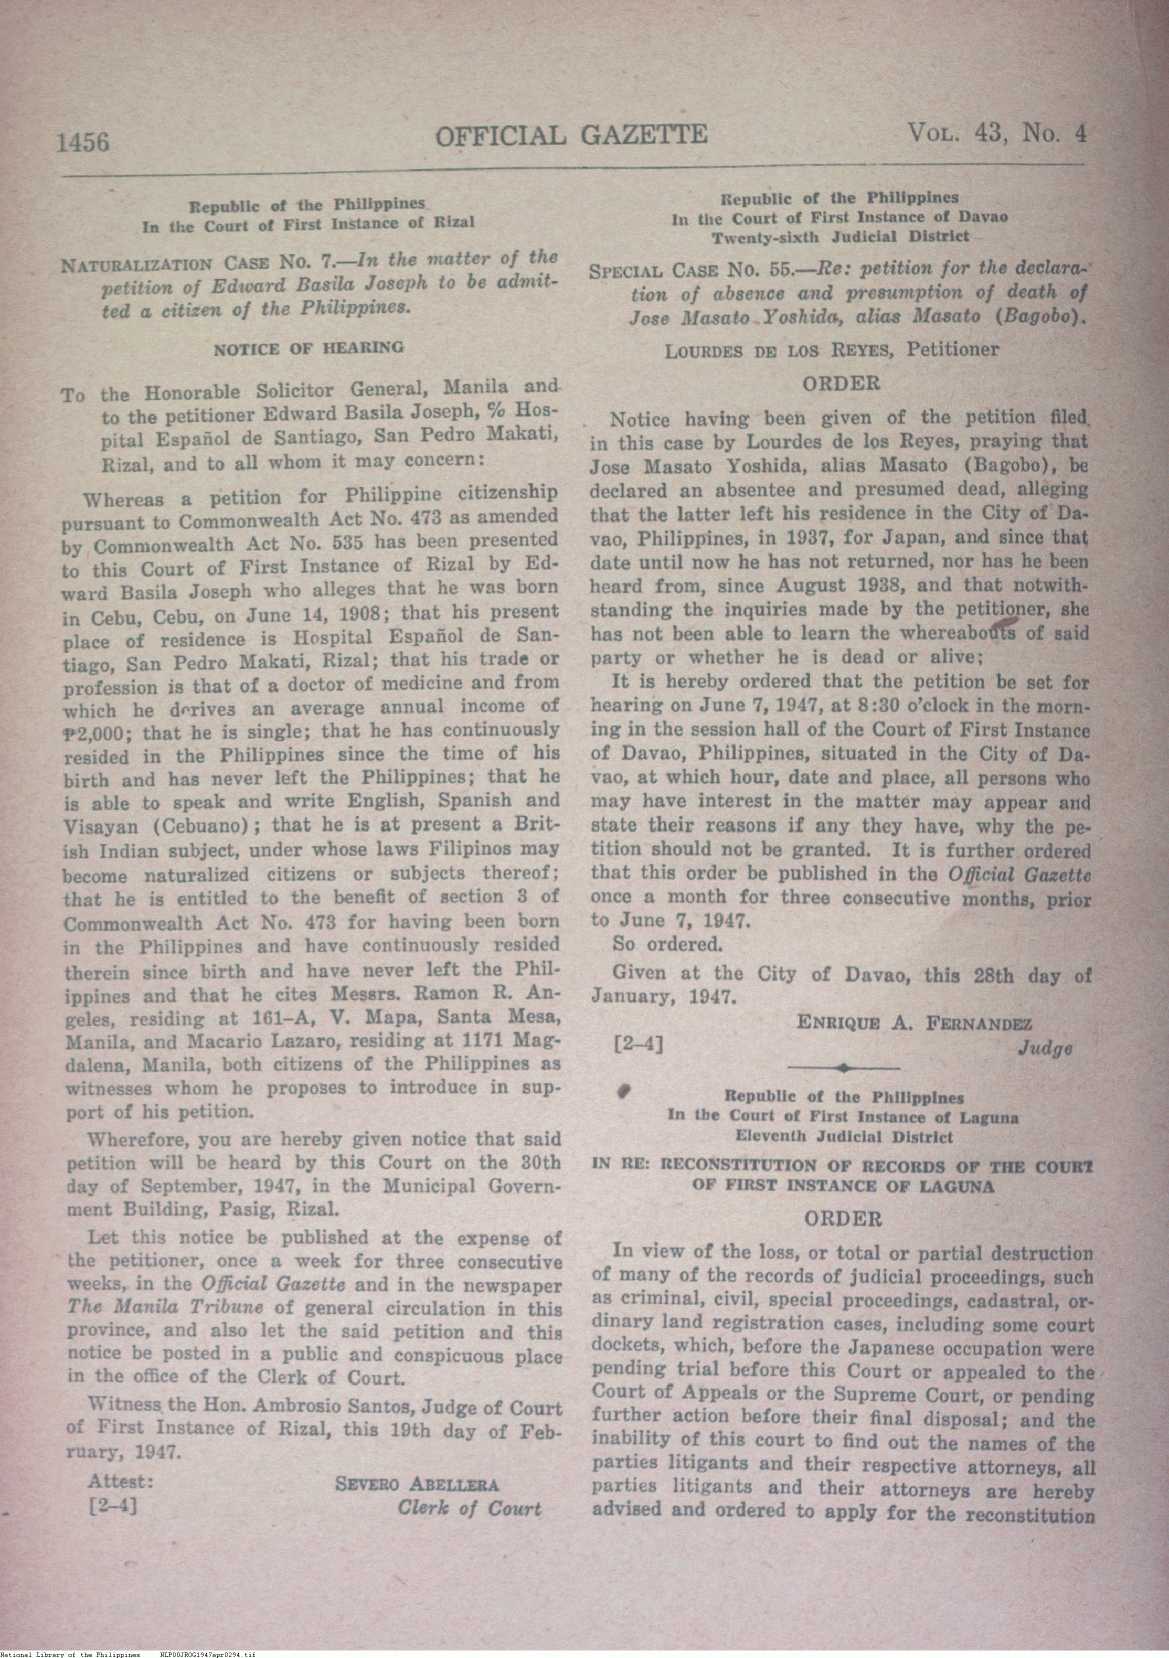 1456
OFFICIAL GAZETTE
VOL. 43, No. 4
Republic of the Philippines
In the Court of First Instance of Rizal
NATURALIZATION CASE NO. 7.—In the matter of the
petition of Edward Basila Joseph to be admit-
ted a citizen of the Philippines.
NOTICE OF HEARING
To the Honorable Solicitor General, Manila and
to the petitioner Edward Basila Joseph, % Hos-
pital Español de Santiago, San Pedro Makati,
Rizal, and to all whom it may concern:
Whereas a petition for Philippine citizenship
pursuant to Commonwealth Act No. 473 as amended
by Commonwealth Act No. 535 has been presented
to this Court of First Instance of Rizal by Ed-
ward Basila Joseph who alleges that he was born
in Cebu, Cebu, on June 14, 1908; that his present
place of residence is Hospital Español de San-
tiago, San Pedro Makati, Rizal; that his trade or
profession is that of a doctor of medicine and from
which he derives an average annual income of
₱2,000; that he is single; that he has continuously
resided in the Philippines since the time of his
birth and has never left the Philippines; that he
is able to speak and write English, Spanish and
Visayan (Cebuano); that he is at present a Brit-
ish Indian subject, under whose laws Filipinos may
become naturalized citizens or subjects thereof;
that he is entitled to the benefit of section 3 of
Commonwealth Act No. 473 for having been born
in the Philippines and have continuously resided
therein since birth and have never left the Phil-
ippines and that he cites Messrs. Ramon R. An-
geles, residing at 161–A, V. Mapa, Santa Mesa,
Manila, and Macario Lazaro, residing at 1171 Mag-
dalena, Manila, both citizens of the Philippines as
witnesses whom he proposes to introduce in sup-
port of his petition.
Wherefore, you are hereby given notice that said
petition will be heard by this Court on the 30th
day of September, 1947, in the Municipal Govern-
ment Building, Pasig, Rizal.
Let this notice be published at the expense of
the petitioner, once a week for three consecutive
weeks, in the Official Gazette and in the newspaper
The Manila Tribune of general circulation in this
province, and also let the said petition and this
notice be posted in a public and conspicuous place
in the office of the Clerk of Court.
Witness the Hon. Ambrosio Santos, Judge of Court
of First Instance of Rizal, this 19th day of Feb-
ruary, 1947.
Attest:
SEVERO ABELLERA
[2–4]
Clerk of Court
Republic of the Philippines
In the Court of First Instance of Davao
Twenty-sixth Judicial District
SPECIAL CASE NO. 55.—Re: petition for the declara-
tion of absence and presumption of death of
Jose Masato Yoshida, alias Masato (Bagobo).
LOURDES DE LOS REYES, Petitioner
ORDER
Notice having been given of the petition filed
in this case by Lourdes de los Reyes, praying that
Jose Masato Yoshida, alias Masato (Bagobo), be
declared an absentee and presumed dead, alleging
that the latter left his residence in the City of Da-
vao, Philippines, in 1937, for Japan, and since that
date until now he has not returned, nor has he been
heard from, since August 1938, and that notwith-
standing the inquiries made by the petitioner, she
has not been able to learn the whereabouts of said
party or whether he is dead or alive;
It is hereby ordered that the petition be set for
hearing on June 7, 1947, at 8:30 o'clock in the morn-
ing in the session hall of the Court of First Instance
of Davao, Philippines, situated in the City of Da-
vao, at which hour, date and place, all persons who
may have interest in the matter may appear and
state their reasons if any they have, why the pe-
tition should not be granted. It is further ordered
that this order be published in the Official Gazette
once a month for three consecutive months, prior
to June 7, 1947.
So ordered.
Given at the City of Davao, this 28th day of
January, 1947.
ENRIQUE A. FERNANDEZ
[2–4]
Judge
Republic of the Philippines
In the Court of First Instance of Laguna
Eleventh Judicial District
IN RE: RECONSTITUTION OF RECORDS OF THE COURT
OF FIRST INSTANCE OF LAGUNA
ORDER
In view of the loss, or total or partial destruction
of many of the records of judicial proceedings, such
as criminal, civil, special proceedings, cadastral, or-
dinary land registration cases, including some court
dockets, which, before the Japanese occupation were
pending trial before this Court or appealed to the
Court of Appeals or the Supreme Court, or pending
further action before their final disposal; and the
inability of this court to find out the names of the
parties litigants and their respective attorneys, all
parties litigants and their attorneys are hereby
advised and ordered to apply for the reconstitution
National Library of the Philippines NLP00JROG1947apr0294.tif